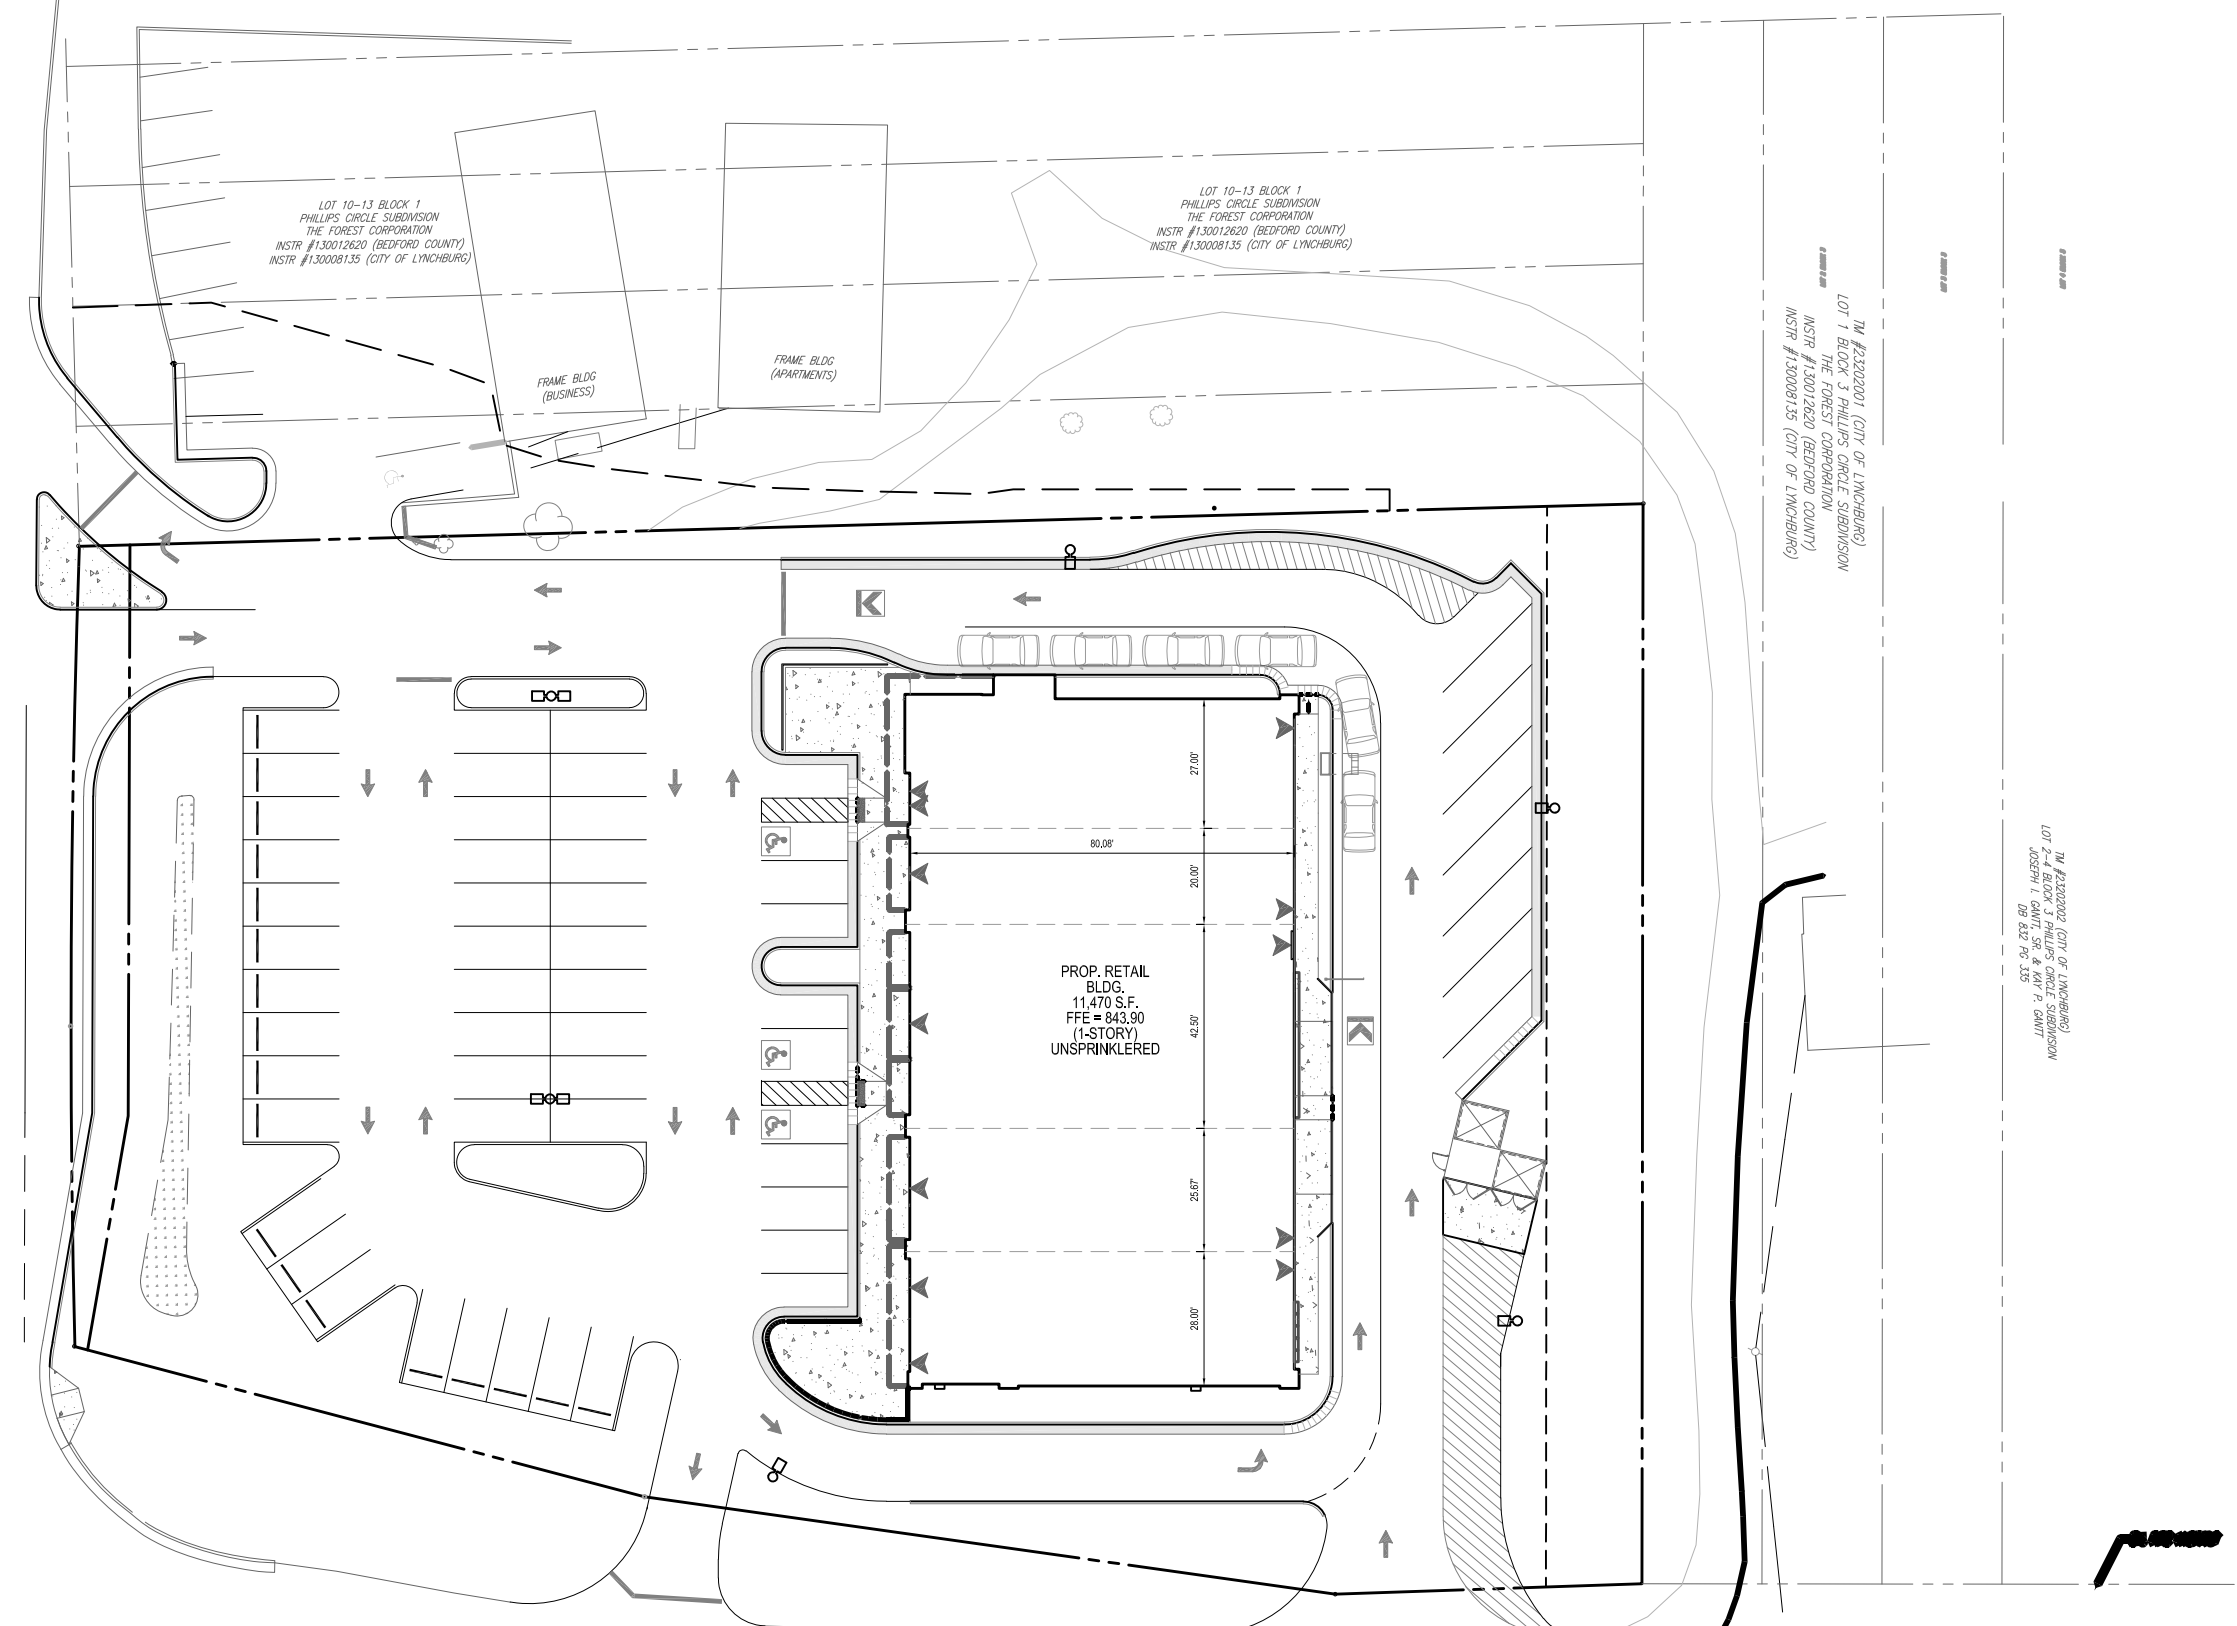 LOT 10-13 BLOCK 1
PHILLIPS CIRCLE SUBDIVISION
THE FOREST CORPORATION
INSTR #130012620 (BEDFORD COUNTY)
INSTR #130008135 (CITY OF LYNCHBURG)
LOT 10-13 BLOCK 1
PHILLIPS CIRCLE SUBDIVISION
THE FOREST CORPORATION
INSTR #130012620 (BEDFORD COUNTY)
INSTR #130008135 (CITY OF LYNCHBURG)
FRAME BLDG
(BUSINESS)
FRAME BLDG
(APARTMENTS)
TM #23202001 (CITY OF LYNCHBURG)
LOT 1 BLOCK 3 PHILLIPS CIRCLE SUBDIVISION
THE FOREST CORPORATION
INSTR #130012620 (BEDFORD COUNTY)
INSTR #130008135 (CITY OF LYNCHBURG)
27.00'
80.08'
20.00'
PROP. RETAIL
BLDG.
11,470 S.F.
FFE = 843.90
(1-STORY)
UNSPRINKLERED
42.50'
25.67'
28.00'
TM #23202002 (CITY OF LYNCHBURG)
LOT 2-4 BLOCK 3 PHILLIPS CIRCLE SUBDIVISION
JOSEPH I. GANTT, SR. & KAY P. GANTT
DB 832 PG 335